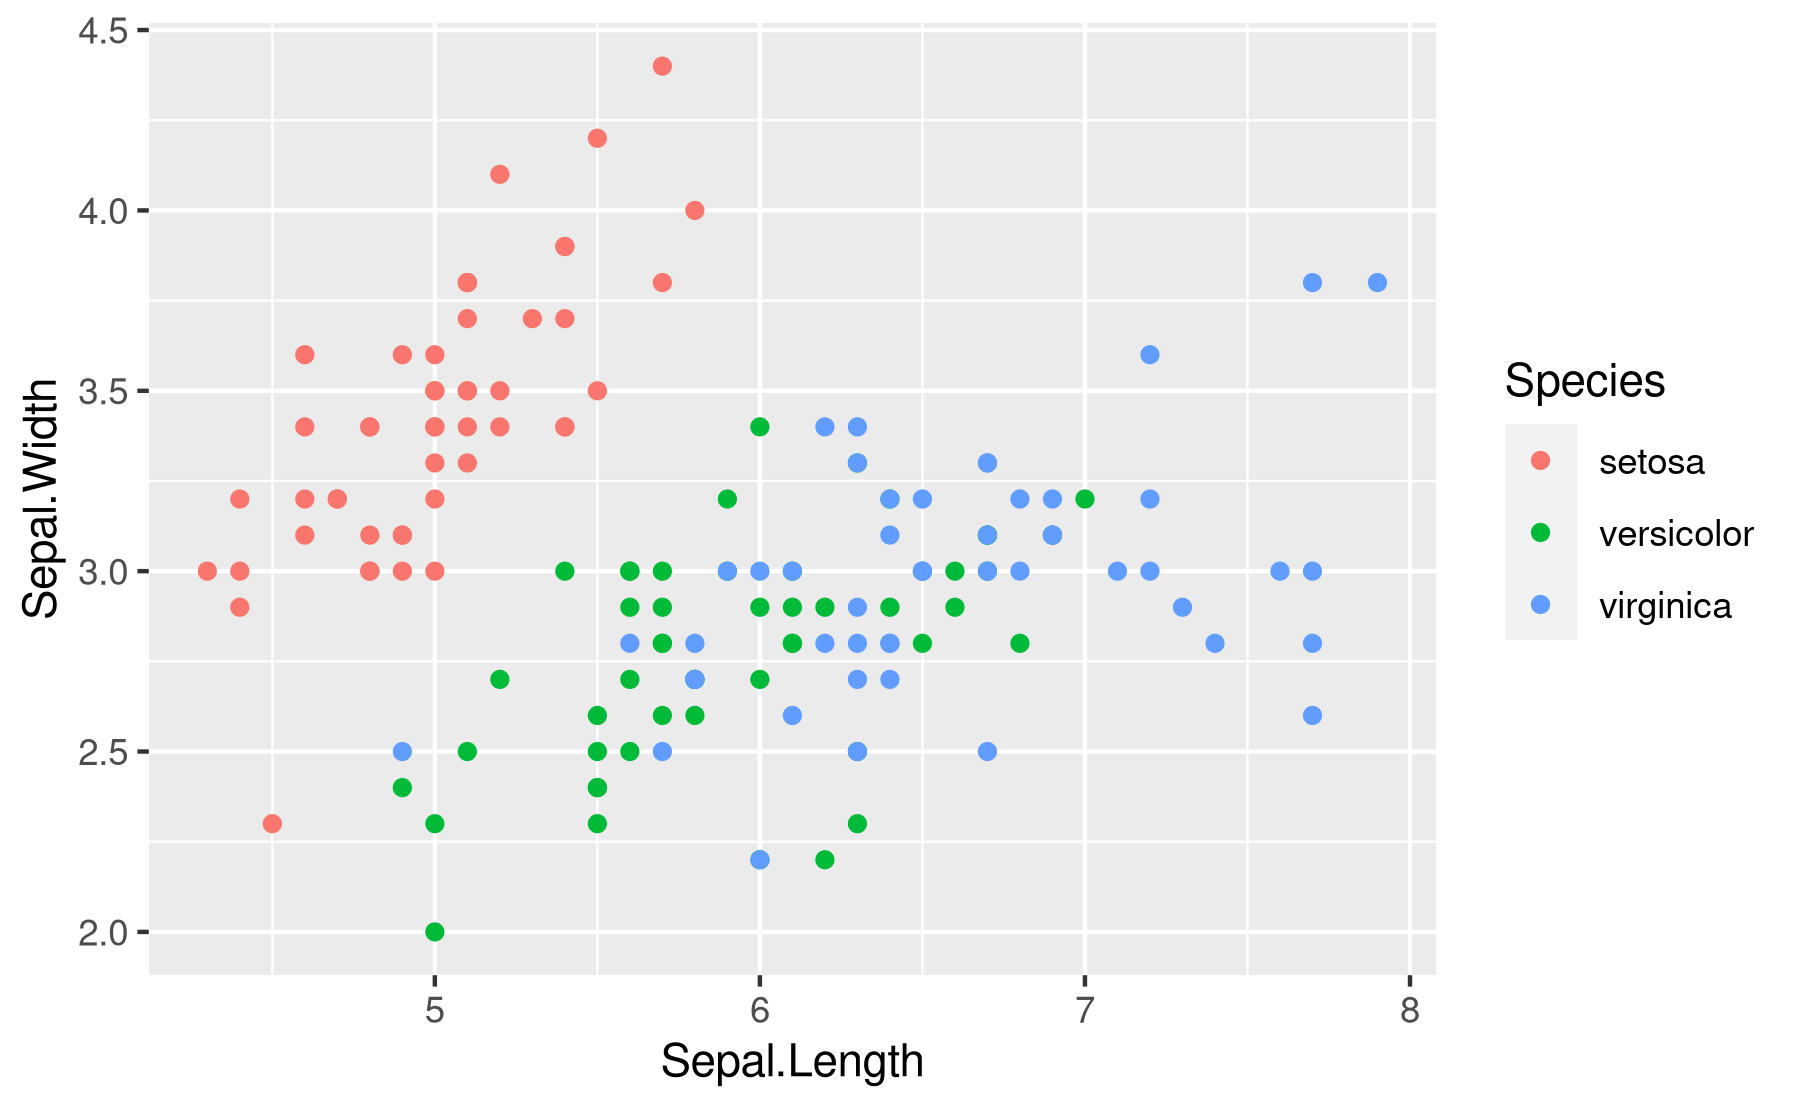 4.5
4.0
3.5
3.0
2.5
2.0
Sepal.Width
5 6 7 8
Sepal.Length
Species
setosa
versicolor
virginica